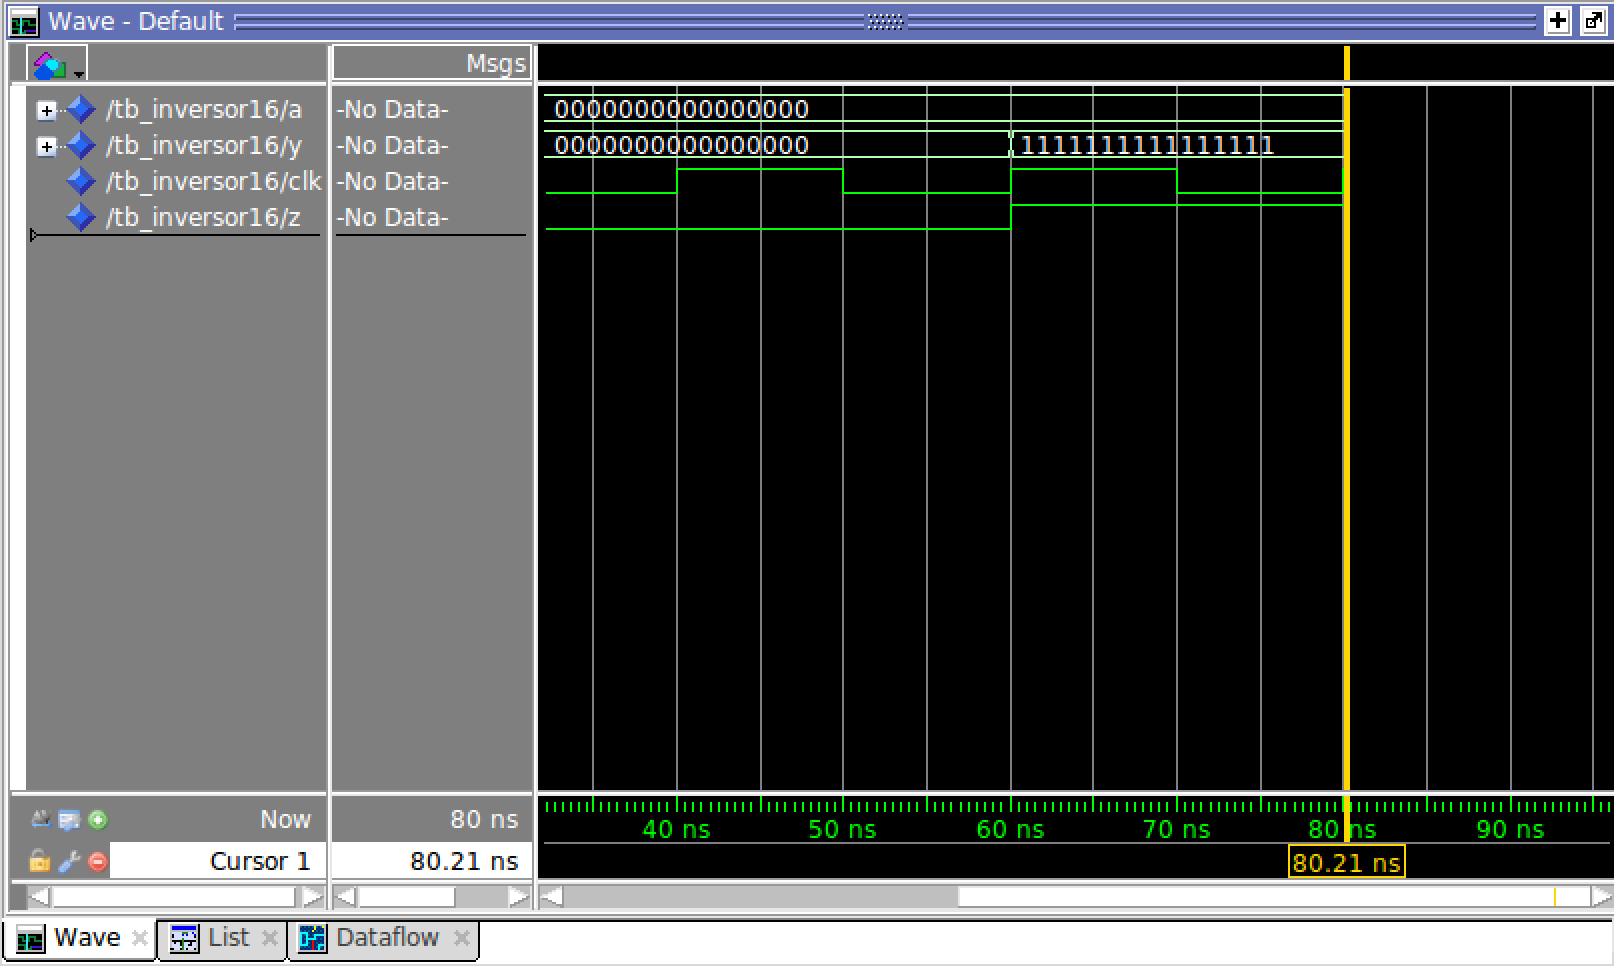 Wave - Default
Msgs
/tb_inversor16/a -No Data- 0000000000000000
/tb_inversor16/y -No Data- 0000000000000000 1111111111111111
/tb_inversor16/clk -No Data-
/tb_inversor16/z -No Data-
Now 80 ns 40 ns 50 ns 60 ns 70 ns 80 ns 90 ns
Cursor 1 80.21 ns 80.21 ns
Wave List Dataflow